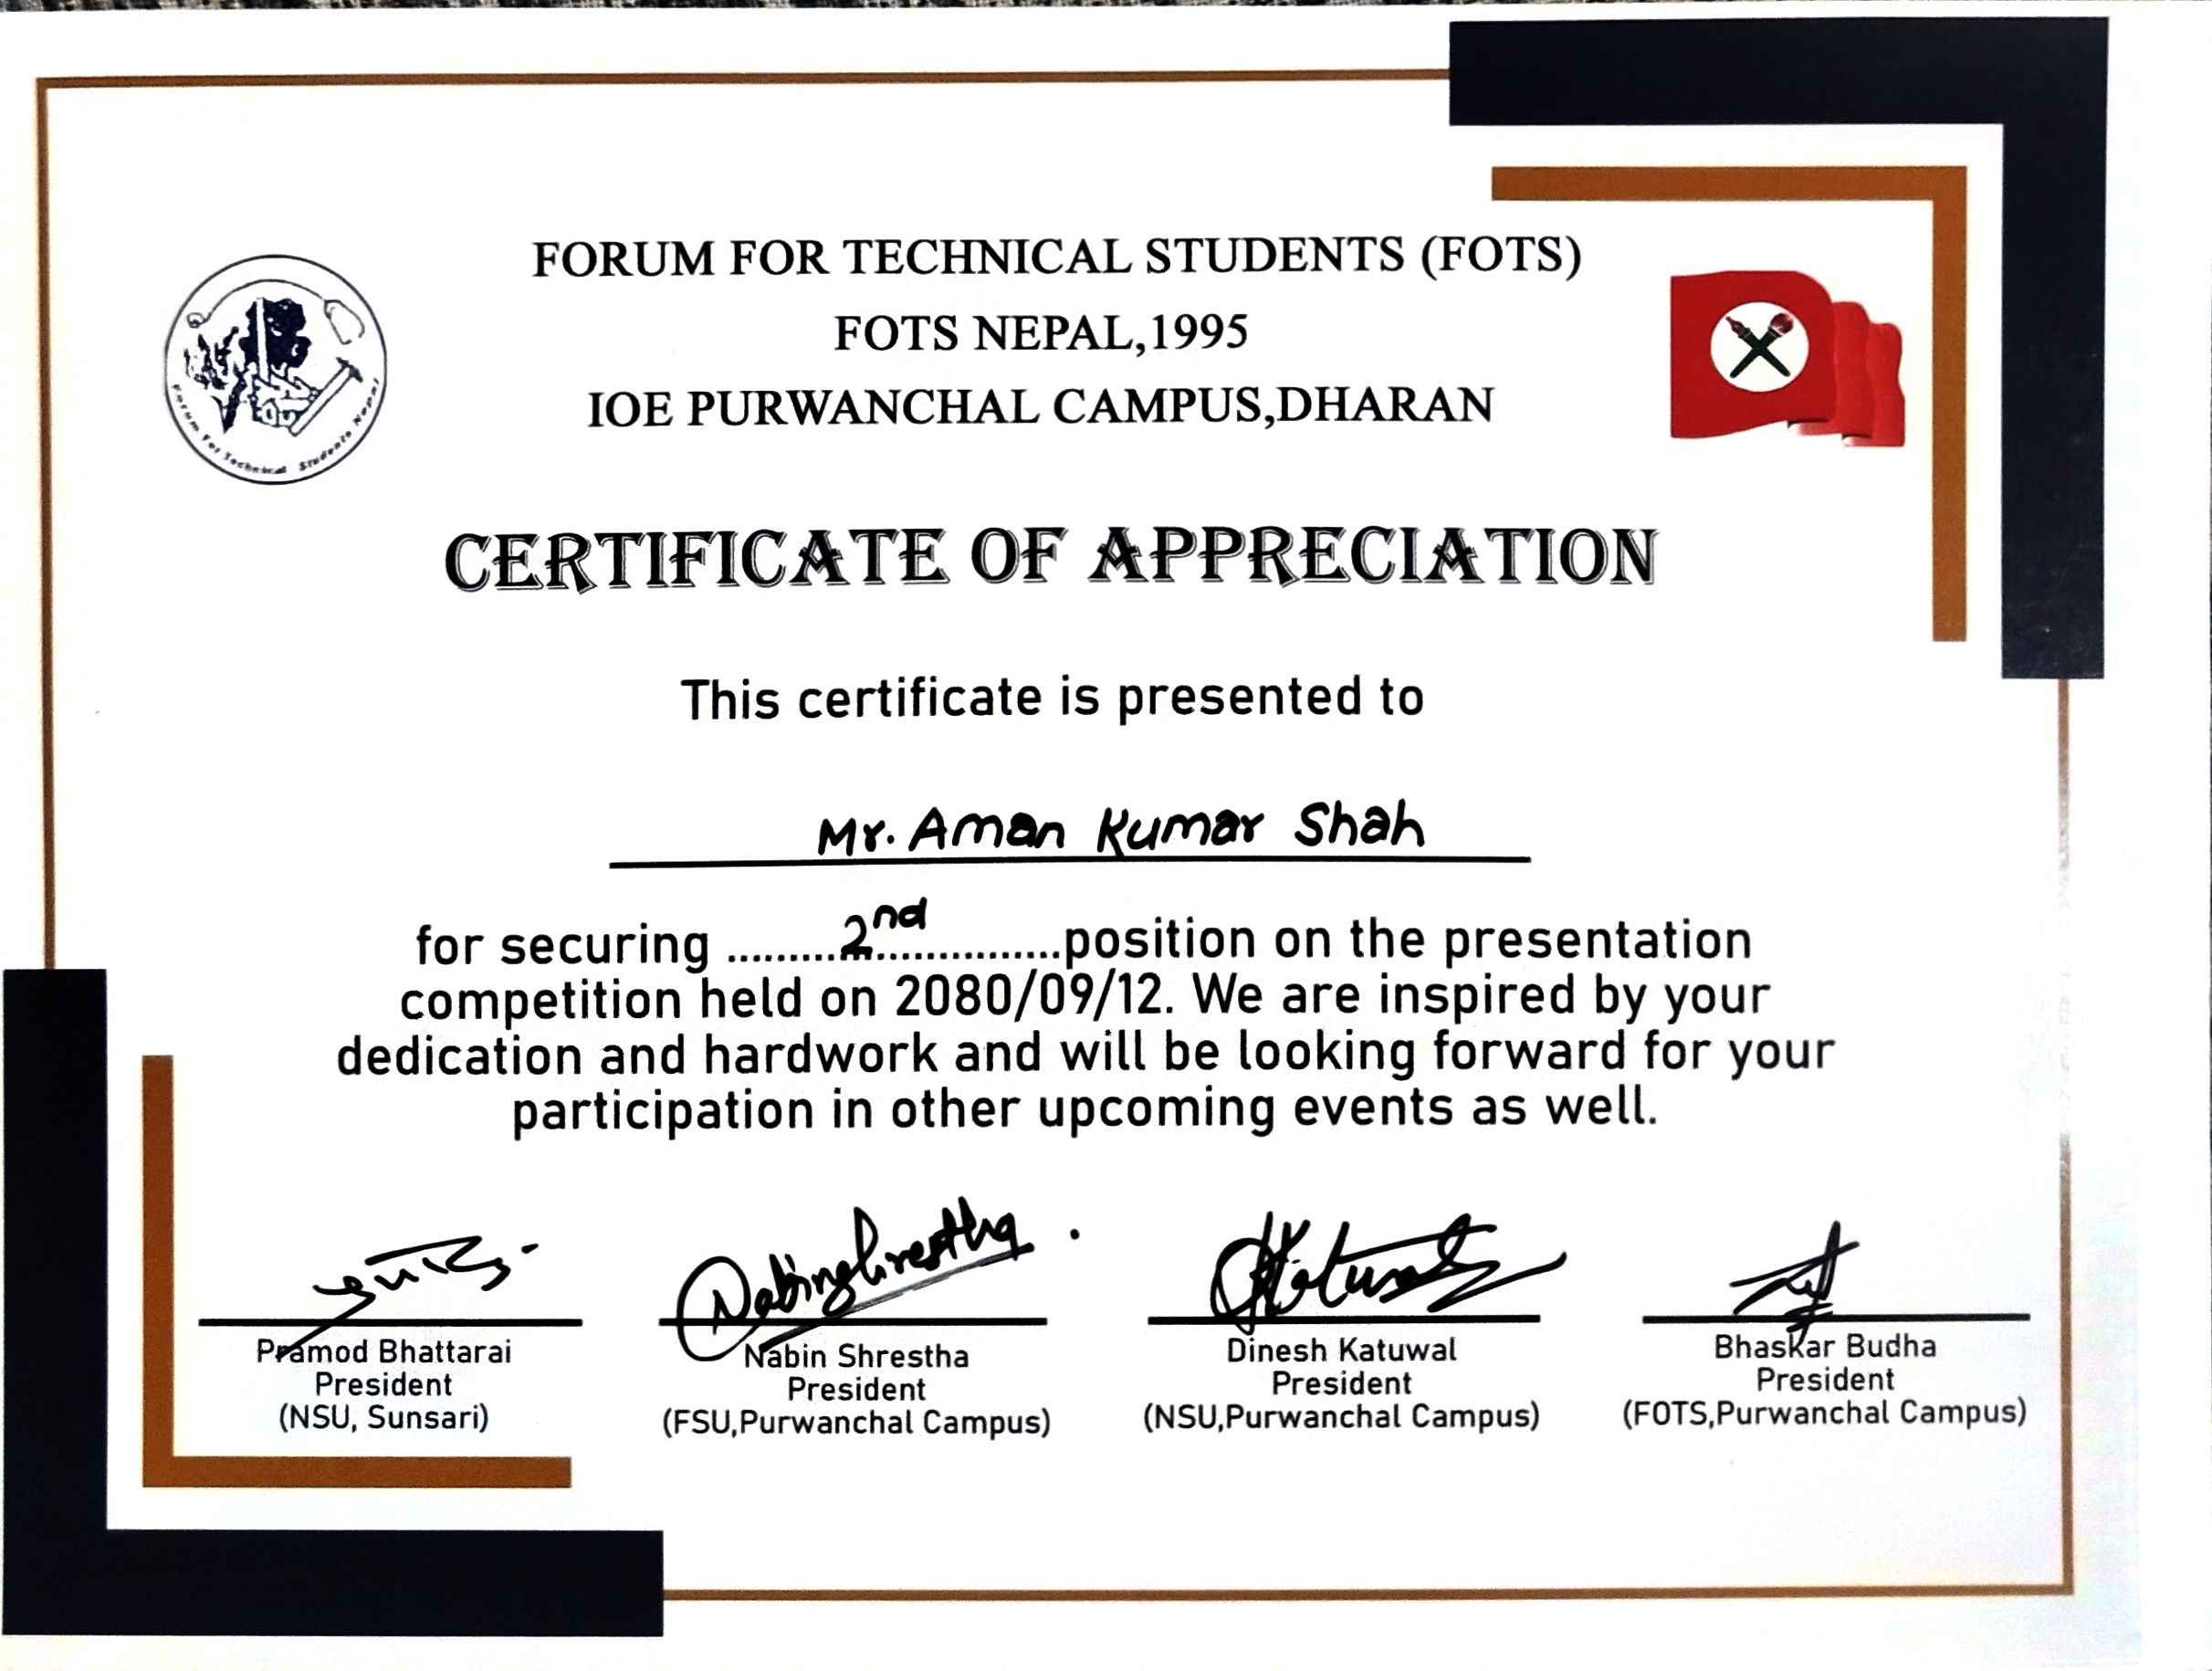 FORUM FOR TECHNICAL STUDENTS (FOTS)
FOTS NEPAL,1995
IOE PURWANCHAL CAMPUS,DHARAN
Forum For Technical Students Nepal
CERTIFICATE OF APPRECIATION
This certificate is presented to
Mr. Aman Kumar Shah
for securing .........2nd...............position on the presentation
competition held on 2080/09/12. We are inspired by your
dedication and hardwork and will be looking forward for your
participation in other upcoming events as well.
NabinShrestha
Katuwal
Pramod Bhattarai
President
(NSU, Sunsari)
Nabin Shrestha
President
(FSU,Purwanchal Campus)
Dinesh Katuwal
President
(NSU,Purwanchal Campus)
Bhaskar Budha
President
(FOTS,Purwanchal Campus)